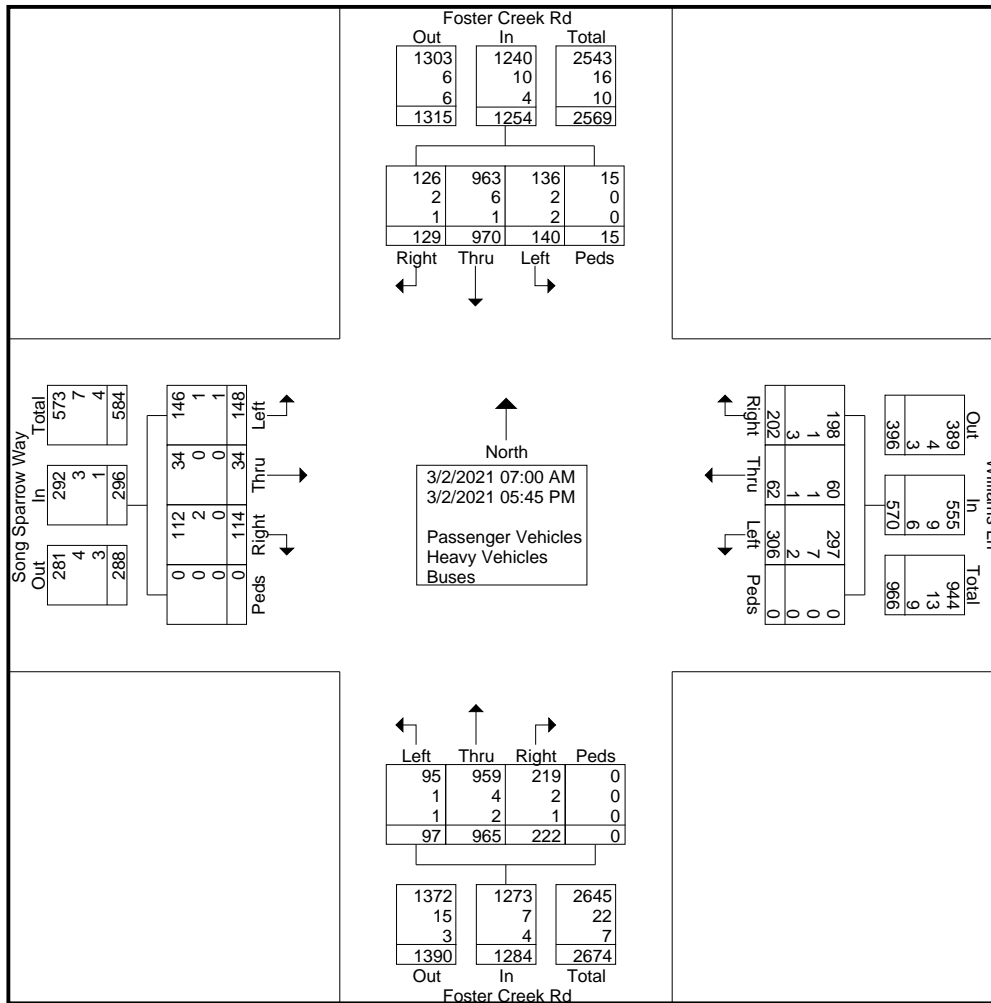 Foster Creek Rd
Out In Total
1303 1240 2543
6 10 16
6 4 10
1315 1254 2569
126 963 136 15
2 6 2 0
1 1 2 0
129 970 140 15
Right Thru Left Peds
Song Sparrow Way
Total In Out
573 292 281
7 3 4
4 1 3
584 296 288
146 34 112 0
1 0 2 0
1 0 0 0
148 34 114 0
Left Thru Right Peds
North
3/2/2021 07:00 AM
3/2/2021 05:45 PM
Passenger Vehicles
Heavy Vehicles
Buses
Right Thru Left Peds
198 60 297 0
1 1 7 0
3 1 2 0
202 62 306 0
Out In Total
389 555 944
4 9 13
3 6 9
396 570 966
Left Thru Right Peds
95 959 219 0
1 4 2 0
1 2 1 0
97 965 222 0
1372 1273 2645
15 7 22
3 4 7
1390 1284 2674
Out In Total
Foster Creek Rd